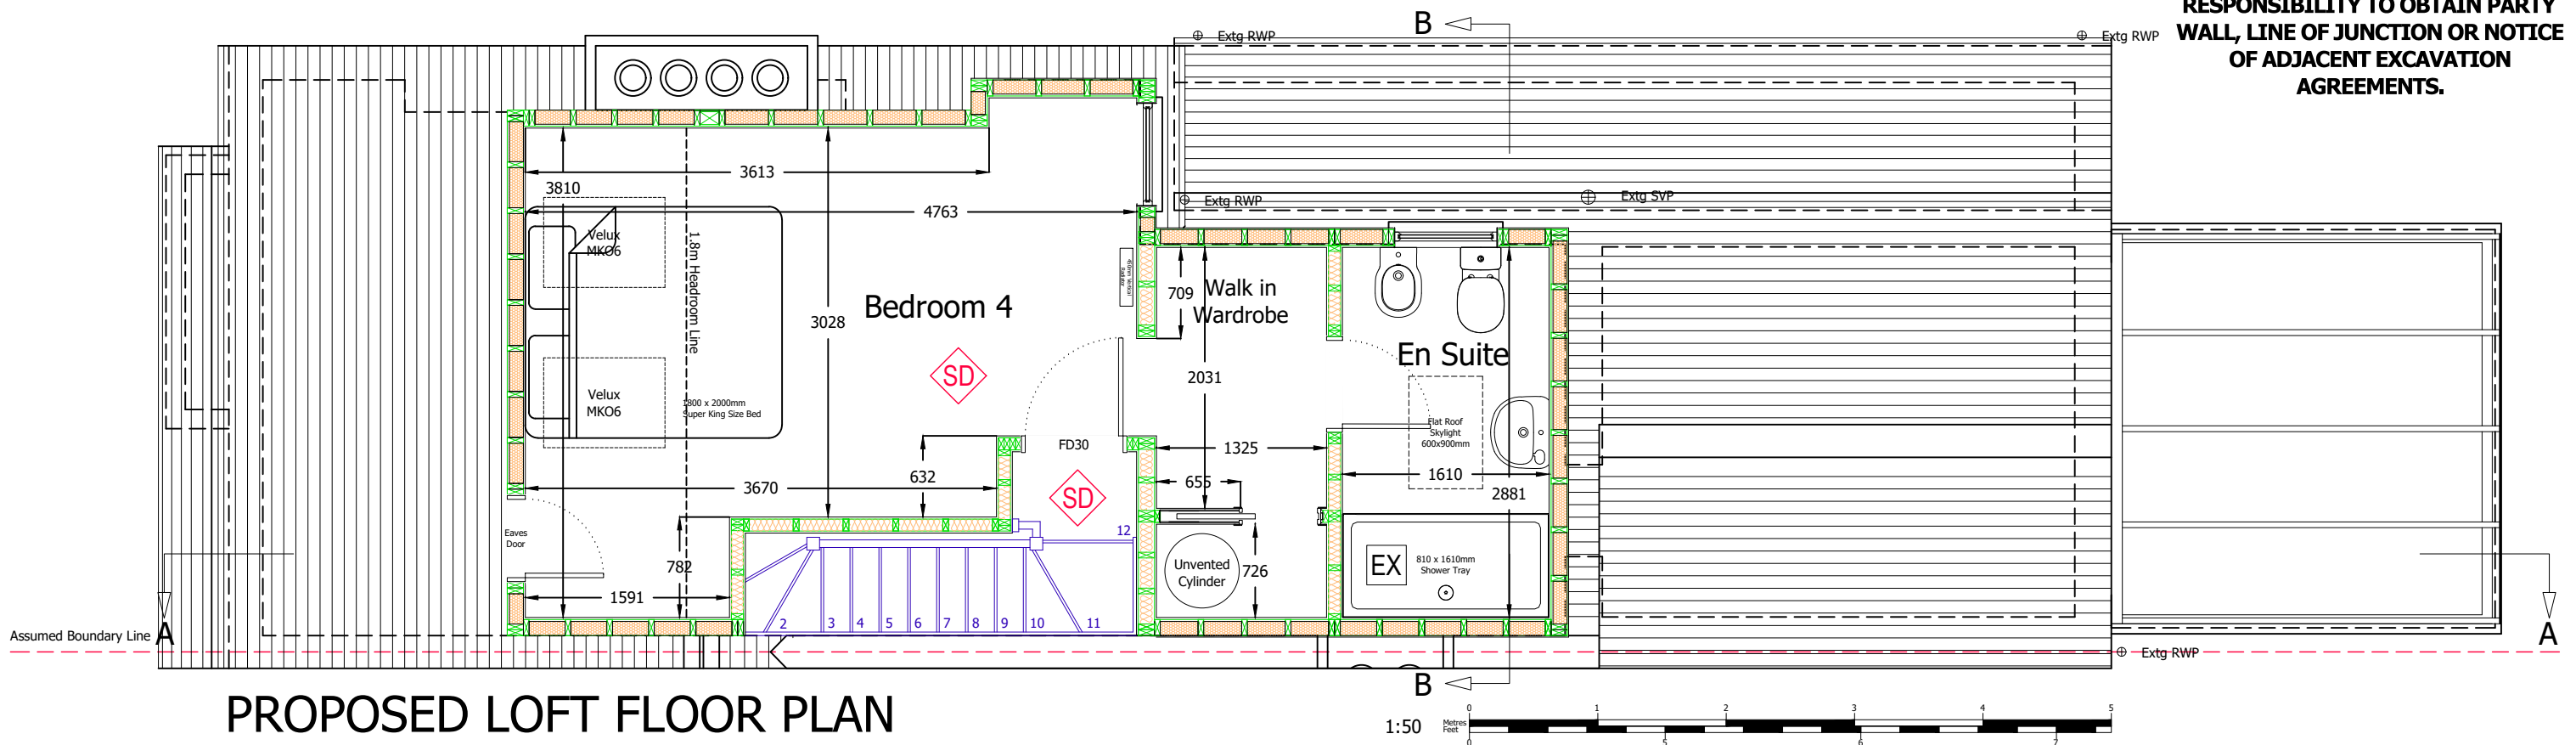 RESPONSIBILITY TO OBTAIN PARTY
WALL, LINE OF JUNCTION OR NOTICE
OF ADJACENT EXCAVATION
AGREEMENTS.
B
Extg RWP
Extg RWP
3613
3810
4763
Extg RWP
Extg SVP
Velux
MKO6
1.8m Headroom Line
3028
Bedroom 4
709
Walk in
Wardrobe
En Suite
SD
2031
Velux
MKO6
1800 x 2000mm
Super King Size Bed
Flat Roof
Skylight
600x900mm
FD30
632
1325
3670
SD
655
1610
2881
Eaves
Door
12
782
Unvented
Cylinder
726
EX
810 x 1610mm
Shower Tray
1591
2
3
4
5
6
7
8
9
10
11
Assumed Boundary Line
A
A
Extg RWP
B
PROPOSED LOFT FLOOR PLAN
1:50
Metres
Feet
0
1
2
3
4
5
0
5
6
7